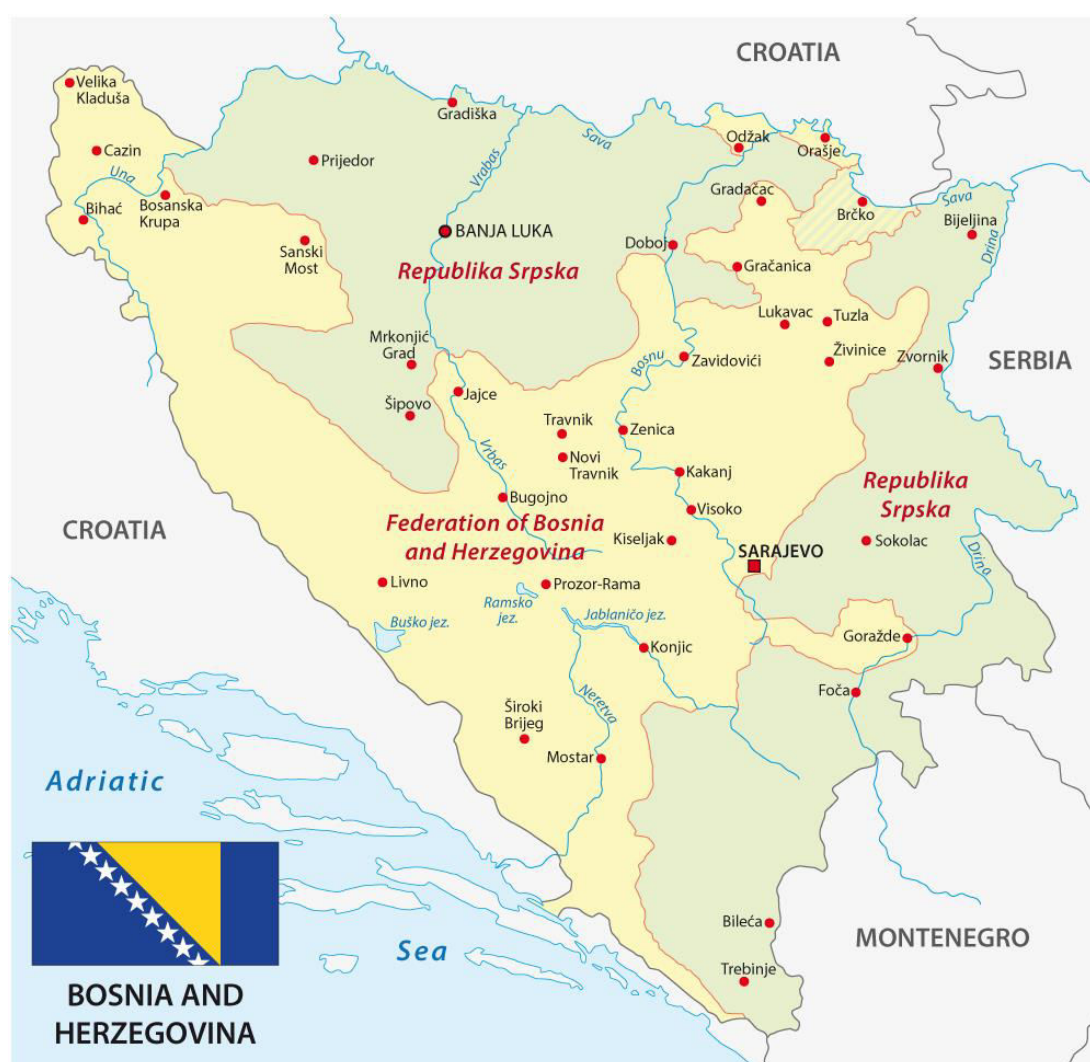 CROATIA
Velika
Kladuša
Gradiška
Sava
Odžak
Orašje
Cazin
Prijedor
Vrabas
Una
Gradačac
Bihać
Bosanska
Krupa
Brčko
Sava
Bijeljina
Drina
BANJA LUKA
Sanski
Most
Doboj
Republika Srpska
Gračanica
Lukavac
Tuzla
Mrkonjić
Grad
Bosnu
Zavidovići
Živinice
Zvornik
SERBIA
Jajce
Šipovo
Travnik
Zenica
Novi
Travnik
Vrbas
Kakanj
Republika
Srpska
Bugojno
Visoko
CROATIA
Federation of Bosnia
and Herzegovina
Kiseljak
SARAJEVO
Sokolac
Drina
Livno
Prozor-Rama
Ramsko
jez.
Jablaničo jez.
Buško jez.
Konjic
Goražde
Foča
Neretva
Široki
Brijeg
Mostar
Adriatic
Sea
Bileća
MONTENEGRO
Trebinje
BOSNIA AND
HERZEGOVINA